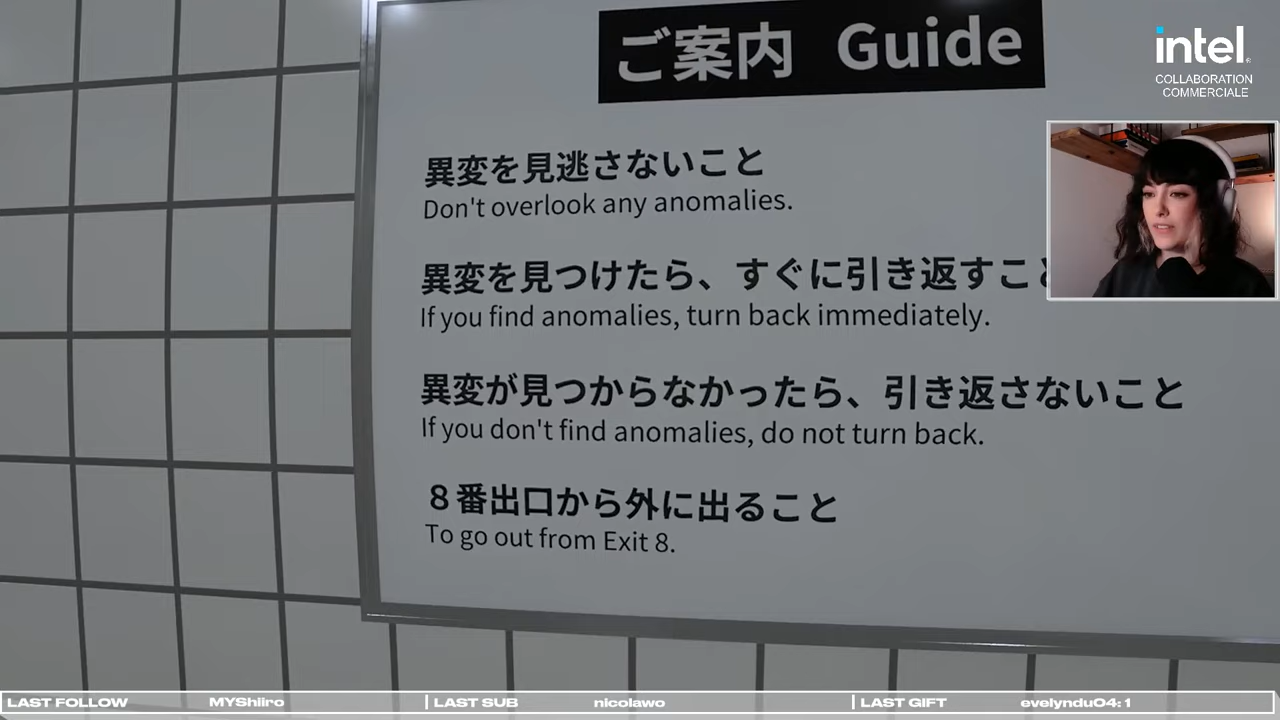 ご案内 Guide
異変を見逃さないこと
Don't overlook any anomalies.
異変を見つけたら、すぐに引き返すこと
If you find anomalies, turn back immediately.
異変が見つからなかったら、引き返さないこと
If you don't find anomalies, do not turn back.
８番出口から外に出ること
To go out from Exit 8.
intel
COLLABORATION
COMMERCIALE
LAST FOLLOW MYShiiro | LAST SUB nicolawo | LAST GIFT evelyndu04: 1